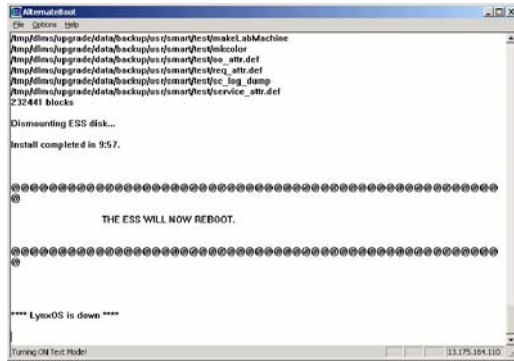 AlternateBoot
File Options Help
/tmp/dlms/upgrade/data/backup/usr/smart/test/makeLabMachine
/tmp/dlms/upgrade/data/backup/usr/smart/test/mkcolor
/tmp/dlms/upgrade/data/backup/usr/smart/test/oo_attr.def
/tmp/dlms/upgrade/data/backup/usr/smart/test/req_attr.def
/tmp/dlms/upgrade/data/backup/usr/smart/test/sc_log_dump
/tmp/dlms/upgrade/data/backup/usr/smart/test/service_attr.def
232441 blocks
Dismounting ESS disk...
Install completed in 9:57.
@@@@@@@@@@@@@@@@@@@@@@@@@@@@@@@@@@@@@@@@@@@@@@@@@@@@@
@
THE ESS WILL NOW REBOOT.
@@@@@@@@@@@@@@@@@@@@@@@@@@@@@@@@@@@@@@@@@@@@@@@@@@@@@
@
**** LynxOS is down ****
Turning ON Text Mode!
13.175.184.110